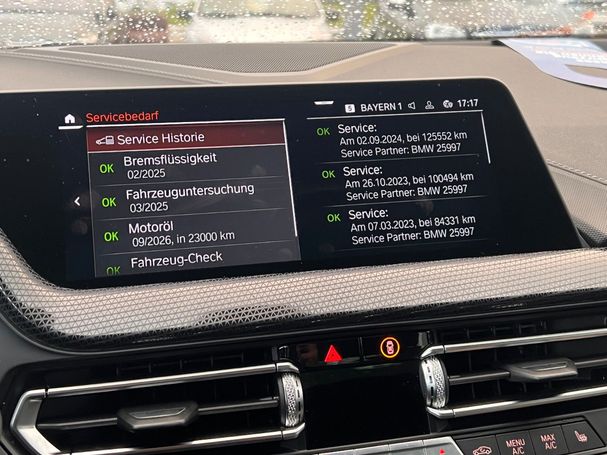 Servicebedarf
S BAYERN 1 17:17
Service Historie
OK Bremsflüssigkeit
02/2025
OK Fahrzeuguntersuchung
03/2025
OK Motoröl
09/2026, in 23000 km
OK Fahrzeug-Check
OK Service:
Am 02.09.2024, bei 125552 km
Service Partner: BMW 25997
OK Service:
Am 26.10.2023, bei 100494 km
Service Partner: BMW 25997
OK Service:
Am 07.03.2023, bei 84331 km
Service Partner: BMW 25997
MENU
A/C
MAX
A/C